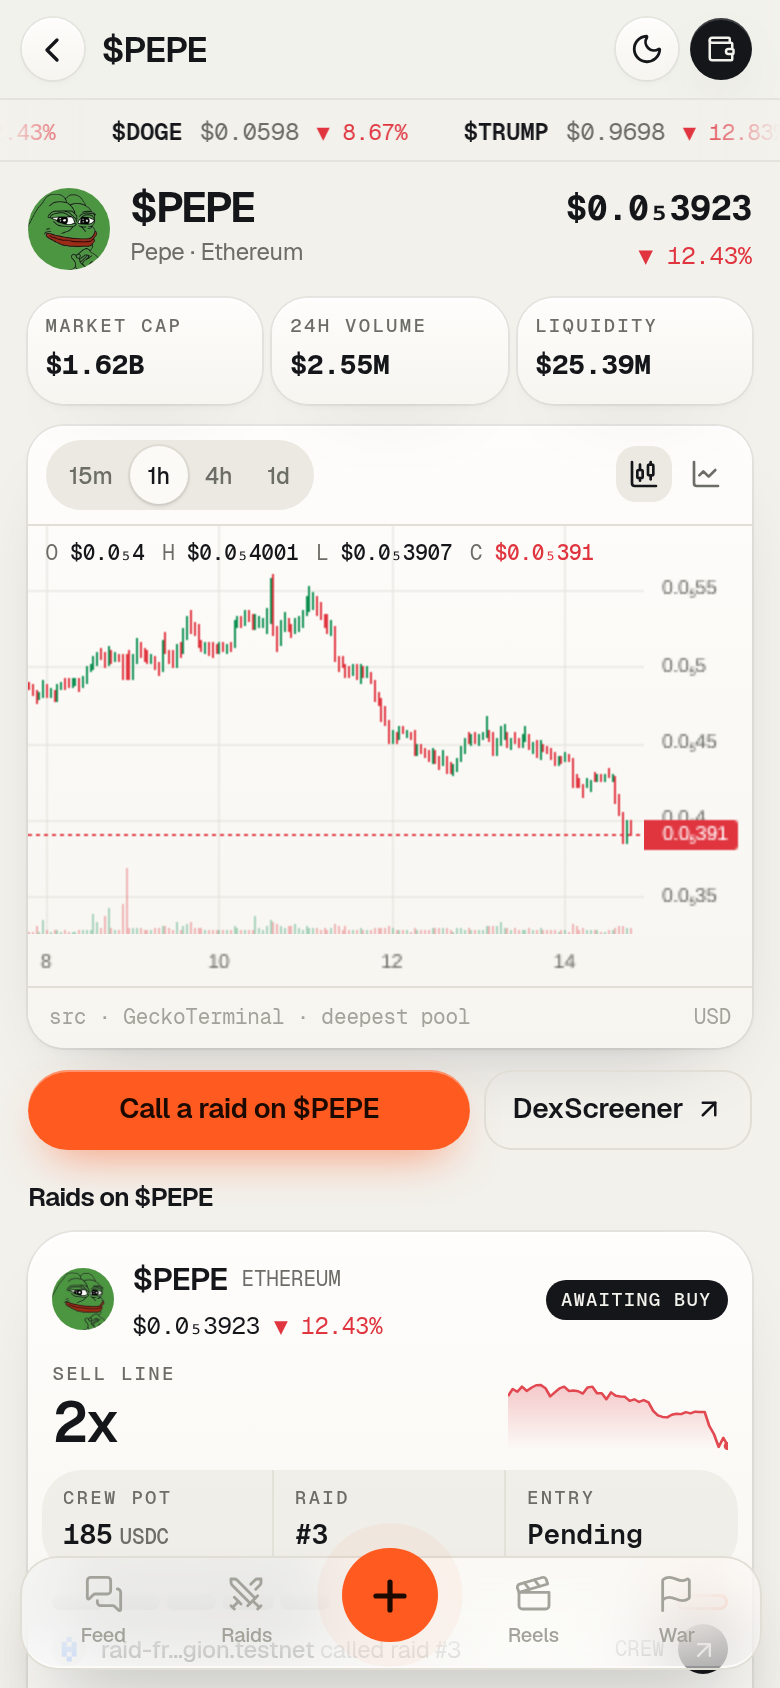 $PEPE
.43% $DOGE $0.0598 ▼ 8.67% $TRUMP $0.9698 ▼ 12.83%
$PEPE
Pepe · Ethereum
$0.0₅3923
▼ 12.43%
MARKET CAP
$1.62B
24H VOLUME
$2.55M
LIQUIDITY
$25.39M
15m 1h 4h 1d
O $0.0₅4 H $0.0₅4001 L $0.0₅3907 C $0.0₅391
0.0₅55
0.0₅5
0.0₅45
0.0₅4
0.0₅391
0.0₅35
8 10 12 14
src · GeckoTerminal · deepest pool USD
Call a raid on $PEPE
DexScreener
Raids on $PEPE
$PEPE ETHEREUM
$0.0₅3923 ▼ 12.43%
AWAITING BUY
SELL LINE
2x
CREW POT
185 USDC
RAID
#3
ENTRY
Pending
Feed Raids Reels War
raid-fr…gion.testnet called raid #3 CREW